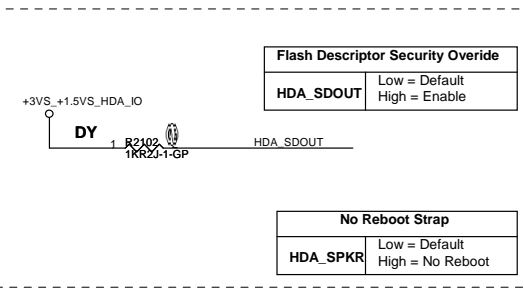 Flash Descriptor Security Overide
HDA_SDOUT
Low = Default
High = Enable
+3VS_+1.5VS_HDA_IO
DY
1
R2102
HDA_SDOUT
1KR2J-1-GP
No Reboot Strap
HDA_SPKR
Low = Default
High = No Reboot